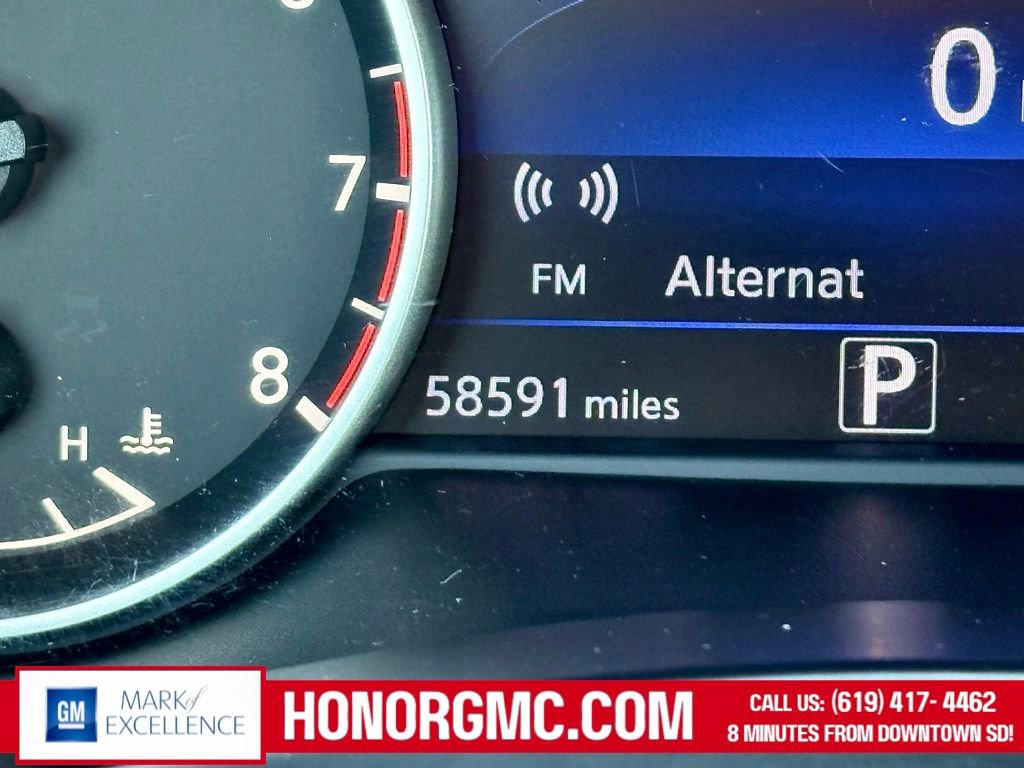 0
7
FM Alternat
8
58591 miles P
H
GM MARK of EXCELLENCE
HONORGMC.COM
CALL US: (619) 417- 4462
8 MINUTES FROM DOWNTOWN SD!